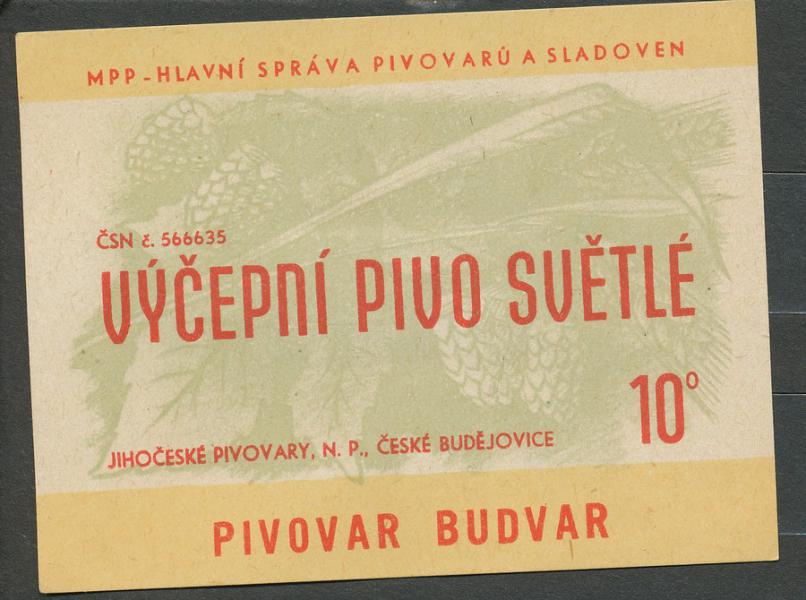 MPP-HLAVNÍ SPRÁVA PIVOVARŮ A SLADOVEN
ČSN č. 566635
VÝČEPNÍ PIVO SVĚTLÉ
10°
JIHOČESKÉ PIVOVARY, N. P., ČESKÉ BUDĚJOVICE
PIVOVAR BUDVAR